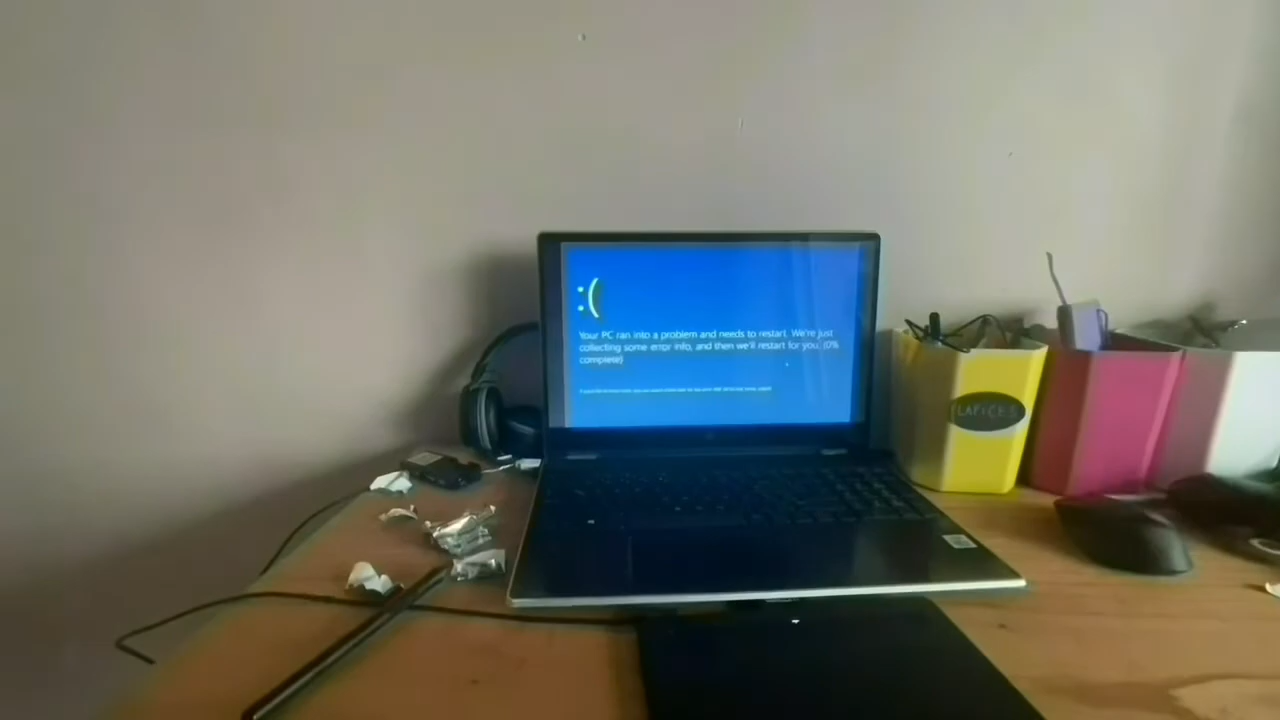 :(
Your PC ran into a problem and needs to restart. We're just
collecting some error info, and then we'll restart for you. (0%
complete)
LAPICES